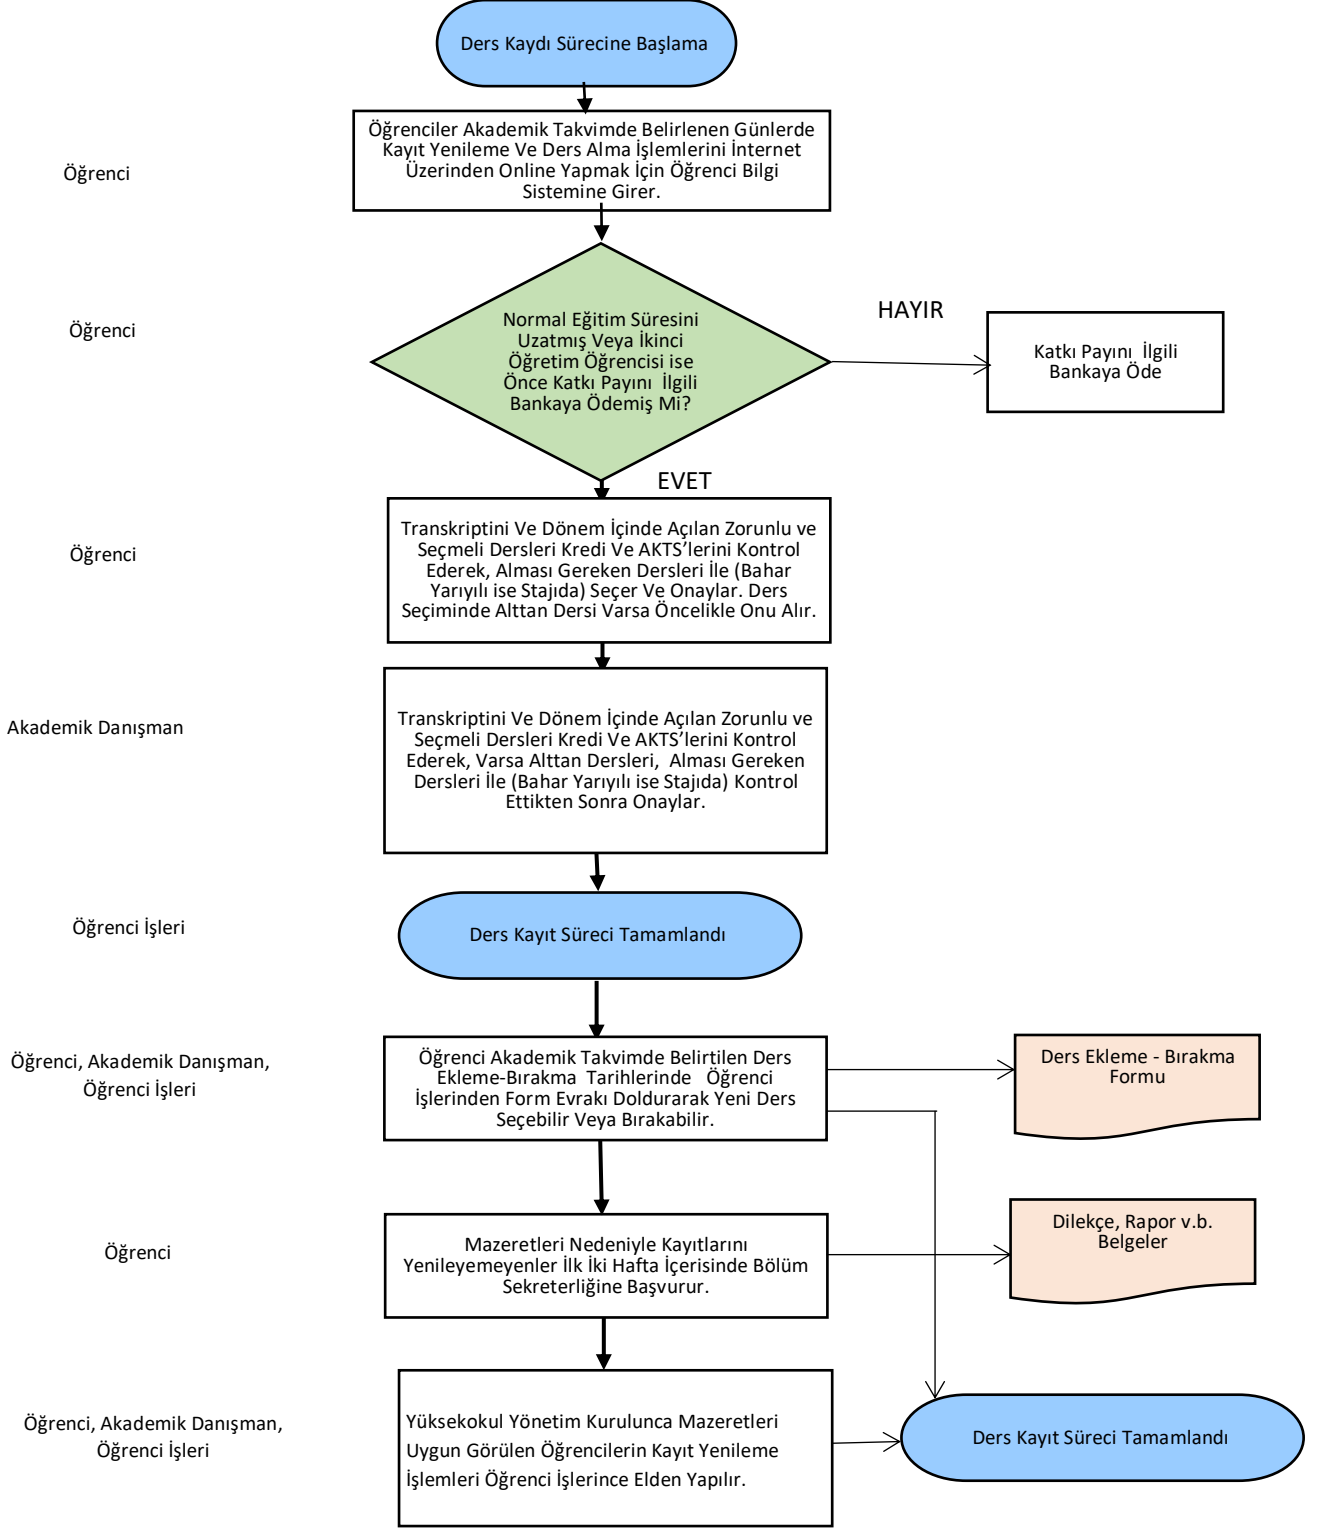 Ders Kaydı Sürecine Başlama
Öğrenci
Öğrenciler Akademik Takvimde Belirlenen Günlerde
Kayıt Yenileme Ve Ders Alma İşlemlerini İnternet
Üzerinden Online Yapmak İçin Öğrenci Bilgi
Sistemine Girer.
Öğrenci
Normal Eğitim Süresini
Uzatmış Veya İkinci
Öğretim Öğrencisi ise
Önce Katkı Payını İlgili
Bankaya Ödemiş Mi?
HAYIR
Katkı Payını İlgili
Bankaya Öde
EVET
Öğrenci
Transkriptini Ve Dönem İçinde Açılan Zorunlu ve
Seçmeli Dersleri Kredi Ve AKTS’lerini Kontrol
Ederek, Alması Gereken Dersleri İle (Bahar
Yarıyılı ise Stajıda) Seçer Ve Onaylar. Ders
Seçiminde Alttan Dersi Varsa Öncelikle Onu Alır.
Akademik Danışman
Transkriptini Ve Dönem İçinde Açılan Zorunlu ve
Seçmeli Dersleri Kredi Ve AKTS’lerini Kontrol
Ederek, Varsa Alttan Dersleri, Alması Gereken
Dersleri İle (Bahar Yarıyılı ise Stajıda) Kontrol
Ettikten Sonra Onaylar.
Öğrenci İşleri
Ders Kayıt Süreci Tamamlandı
Öğrenci, Akademik Danışman,
Öğrenci İşleri
Öğrenci Akademik Takvimde Belirtilen Ders
Ekleme-Bırakma Tarihlerinde Öğrenci
İşlerinden Form Evrakı Doldurarak Yeni Ders
Seçebilir Veya Bırakabilir.
Ders Ekleme - Bırakma
Formu
Öğrenci
Mazeretleri Nedeniyle Kayıtlarını
Yenileyemeyenler İlk İki Hafta İçerisinde Bölüm
Sekreterliğine Başvurur.
Dilekçe, Rapor v.b.
Belgeler
Öğrenci, Akademik Danışman,
Öğrenci İşleri
Yüksekokul Yönetim Kurulunca Mazeretleri
Uygun Görülen Öğrencilerin Kayıt Yenileme
İşlemleri Öğrenci İşlerince Elden Yapılır.
Ders Kayıt Süreci Tamamlandı